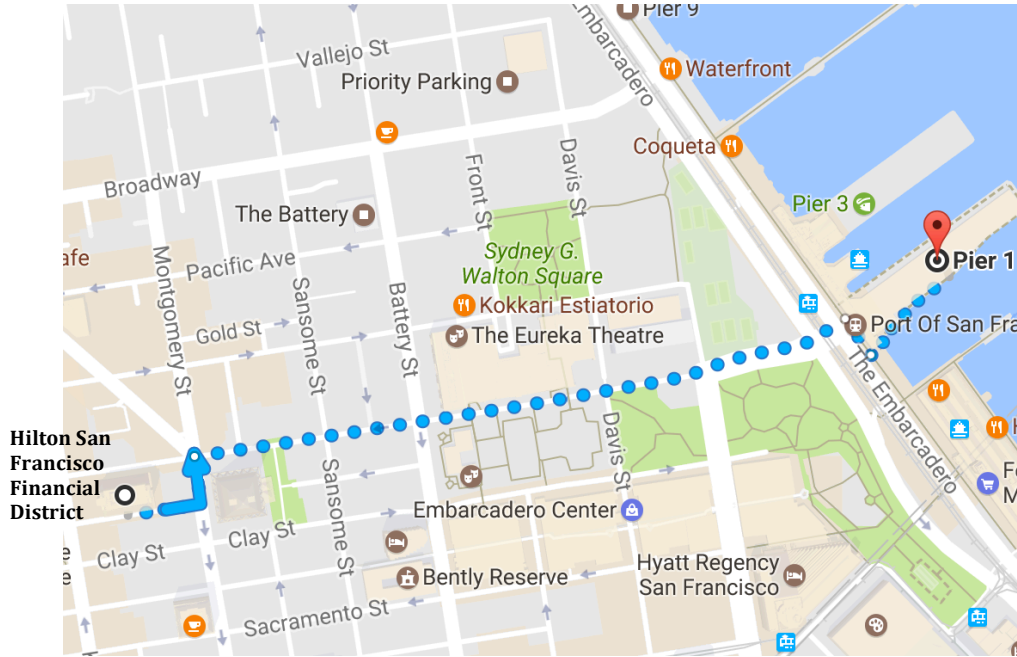 Pier 9
Embarcadero
Vallejo St
Waterfront
Priority Parking
Coqueta
Broadway
Front St
Davis St
Pier 3
The Battery
afe
Pacific Ave
Sydney G.
Walton Square
Pier 1
Montgomery St
Sansome St
Battery St
Kokkari Estiatorio
Gold St
The Eureka Theatre
Port Of San Fra
The Embarcadero
Hilton San
Francisco
Financial
District
Davis St
Sansome St
Embarcadero Center
Clay St
Clay St
Hyatt Regency
San Francisco
Bently Reserve
Sacramento St